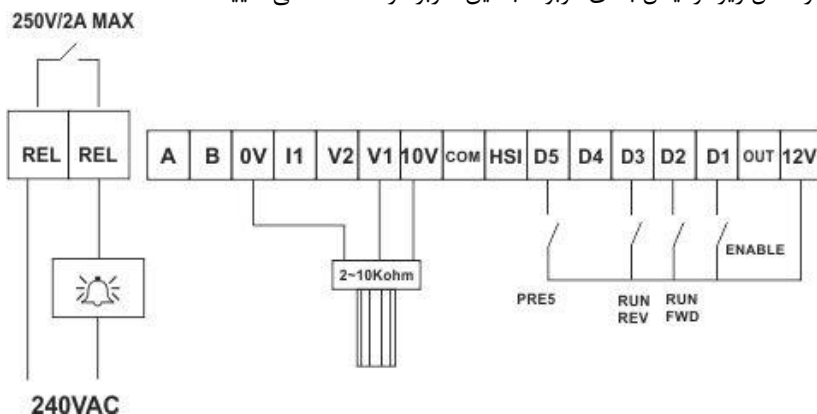 250V/2A MAX
REL REL A B 0V I1 V2 V1 10V COM HSI D5 D4 D3 D2 D1 OUT 12V
ENABLE
2~10Kohm
PRE5 RUN REV RUN FWD
240VAC